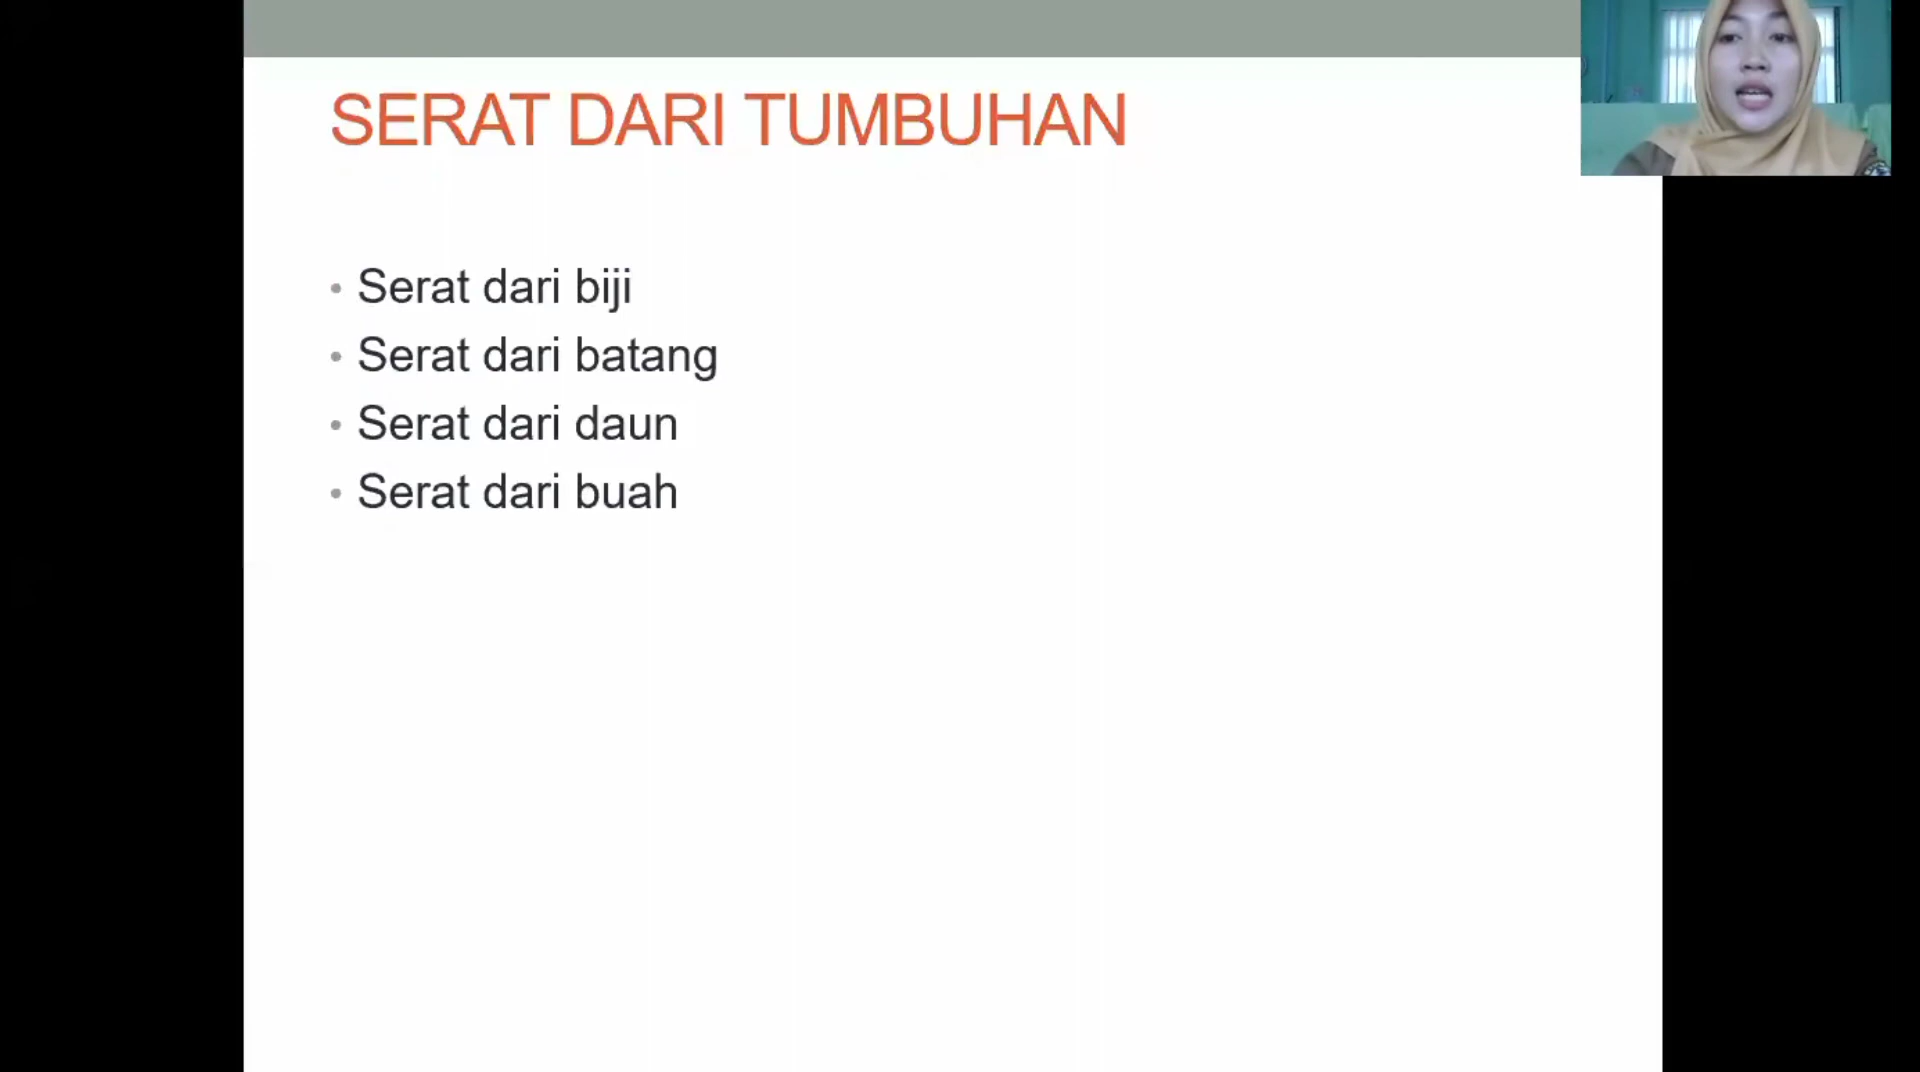 SERAT DARI TUMBUHAN
• Serat dari biji
• Serat dari batang
• Serat dari daun
• Serat dari buah